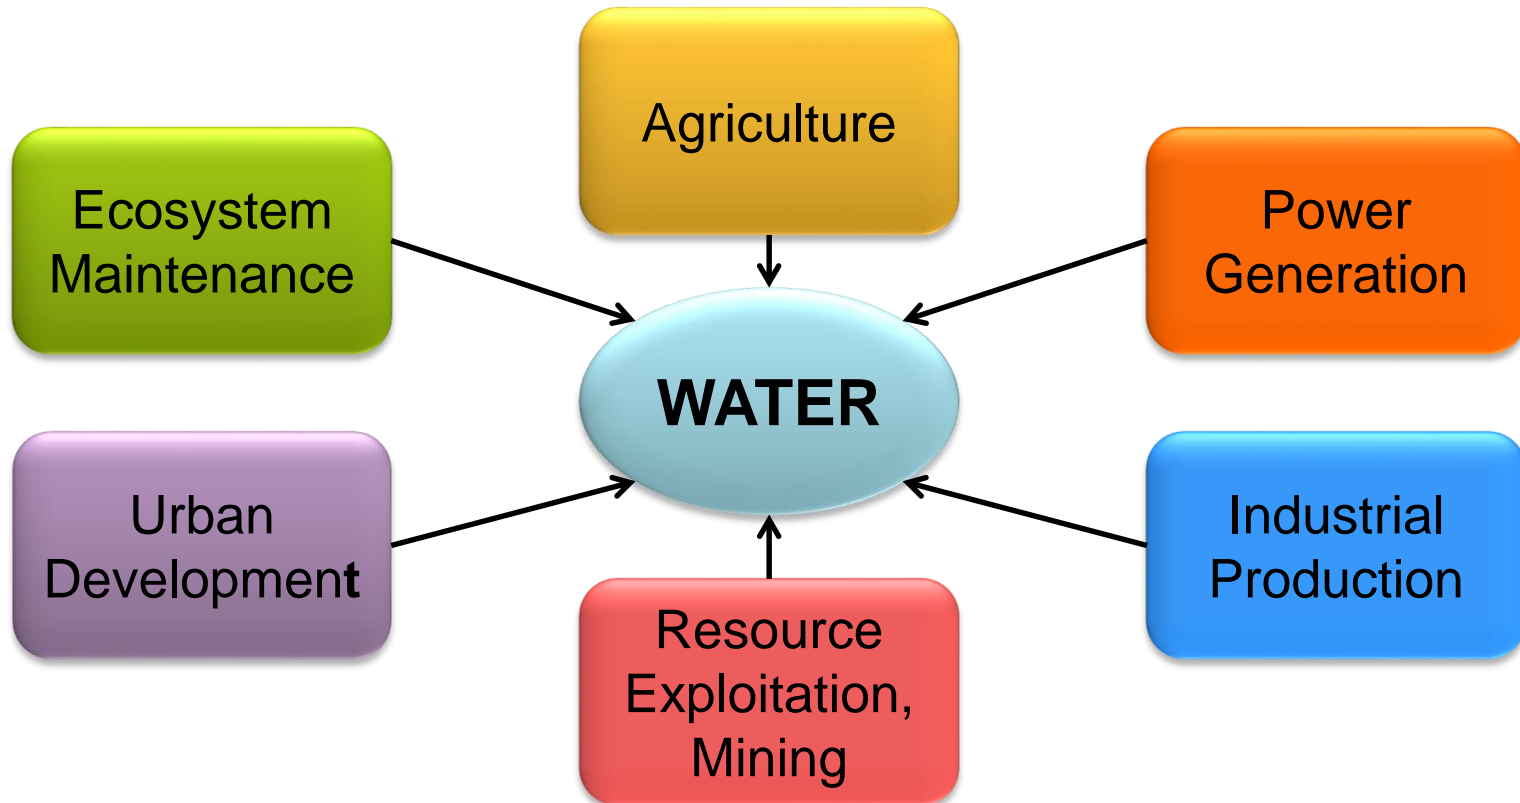 Agriculture
Ecosystem
Maintenance
Power
Generation
WATER
Urban
Development
Industrial
Production
Resource
Exploitation,
Mining